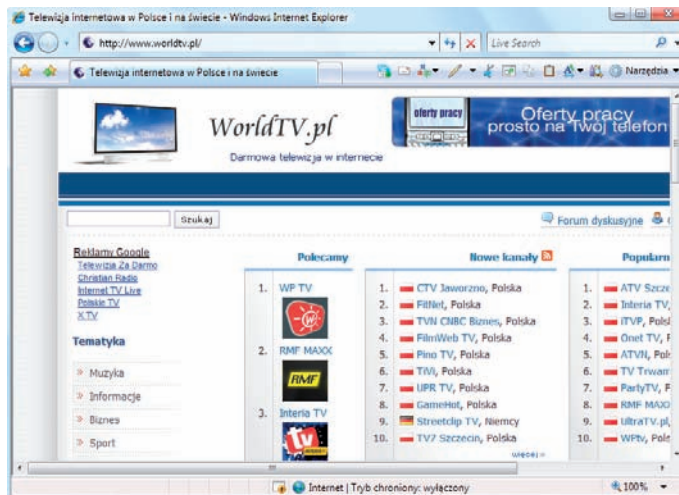 Telewizja internetowa w Polsce i na świecie - Windows Internet Explorer
http://www.worldtv.pl/
Live Search
Telewizja internetowa w Polsce i na świecie
Narzędzia
WorldTV.pl
Darmowa telewizja w internecie
oferty pracy
Oferty pracy
prosto na Twój telefon
Szukaj
Forum dyskusyjne
Reklamy Google
Telewizja Za Darmo
Christian Radio
Internet TV Live
Polskie TV
X TV
Tematyka
» Muzyka
» Informacje
» Biznes
» Sport
Polecamy
1. WP TV
2. RMF MAXX
RMF
3. Interia TV
tv
Nowe kanały
1. CTV Jaworzno, Polska
2. FitNet, Polska
3. TVN CNBC Biznes, Polska
4. FilmWeb TV, Polska
5. Pino TV, Polska
6. TiVi, Polska
7. UPR TV, Polska
8. GameHot, Polska
9. Streetclip TV, Niemcy
10. TV7 Szczecin, Polska
więcej »
Popularn
1. ATV Szcze
2. Interia TV,
3. iTVP, Pols
4. Onet TV, P
5. ATVN, Pols
6. TV Trwam
7. PartyTV, P
8. RMF MAXX
9. UltraTV.pl,
10. WPtv, Pols
Internet | Tryb chroniony: wyłączony
100%